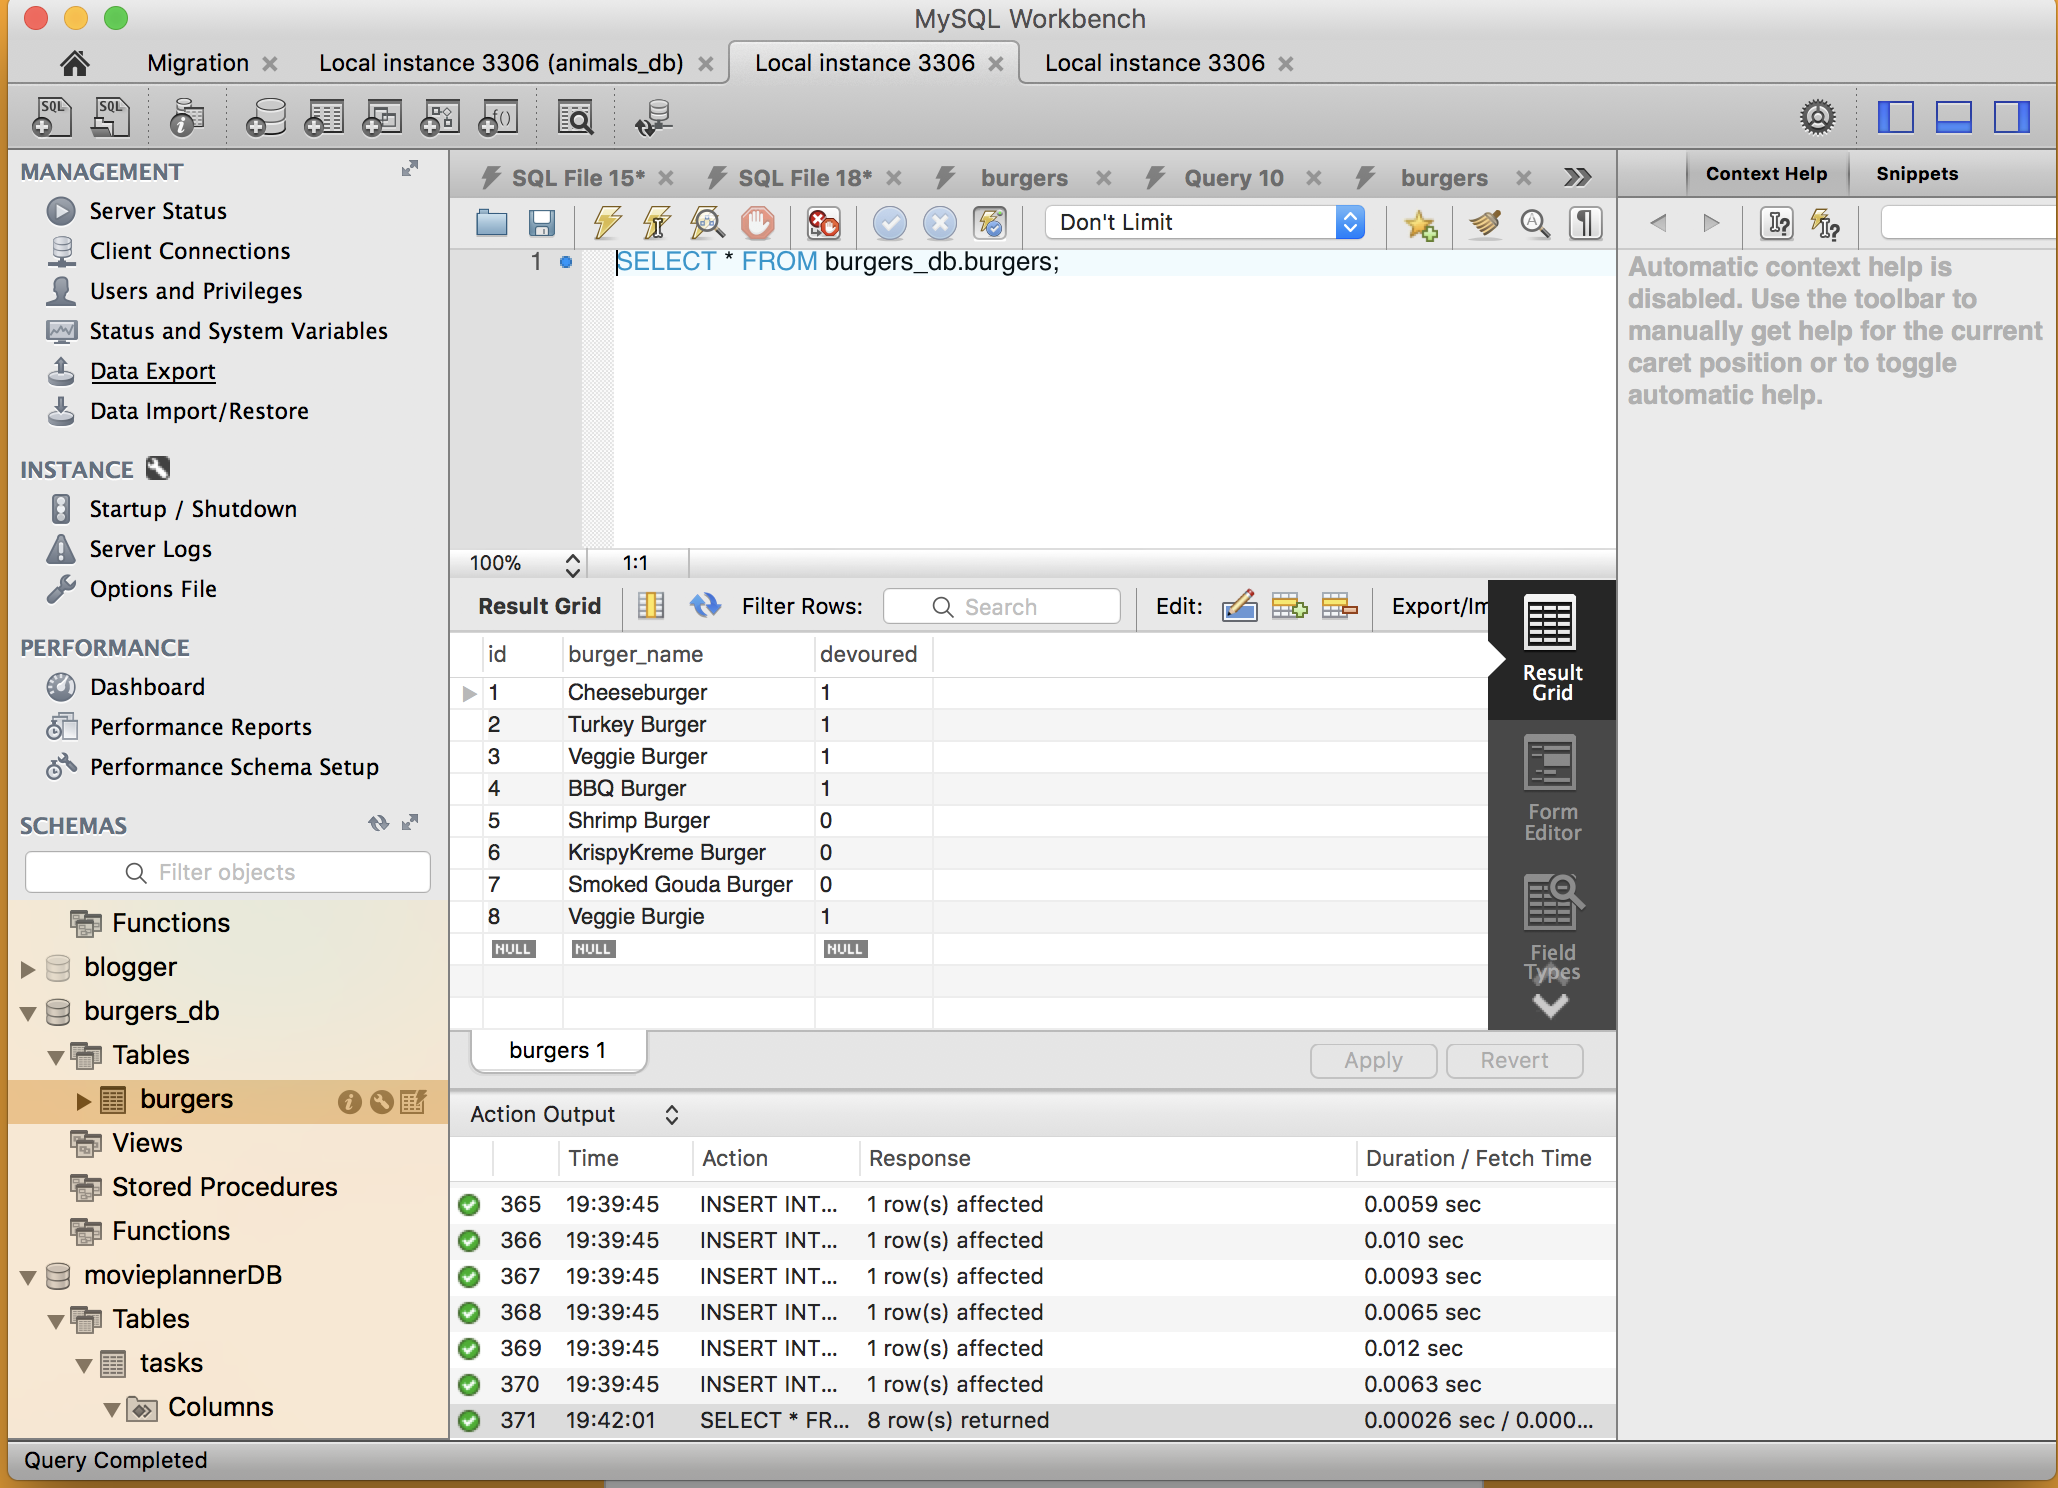 MySQL Workbench
Migration
Local instance 3306 (animals_db)
Local instance 3306
Local instance 3306
SQL
SQL
MANAGEMENT
Server Status
Client Connections
Users and Privileges
Status and System Variables
Data Export
Data Import/Restore
INSTANCE
Startup / Shutdown
Server Logs
Options File
PERFORMANCE
Dashboard
Performance Reports
Performance Schema Setup
SCHEMAS
Filter objects
Functions
blogger
burgers_db
Tables
burgers
Views
Stored Procedures
Functions
movieplannerDB
Tables
tasks
Columns
SQL File 15*
SQL File 18*
burgers
Query 10
burgers
Don't Limit
1 SELECT * FROM burgers_db.burgers;
100% 1:1
Result Grid Filter Rows: Search Edit: Export/Im
id burger_name devoured
1 Cheeseburger 1
2 Turkey Burger 1
3 Veggie Burger 1
4 BBQ Burger 1
5 Shrimp Burger 0
6 KrispyKreme Burger 0
7 Smoked Gouda Burger 0
8 Veggie Burgie 1
NULL NULL NULL
Result
Grid
Form
Editor
Field
Types
burgers 1
Apply Revert
Action Output
Time Action Response Duration / Fetch Time
365 19:39:45 INSERT INT... 1 row(s) affected 0.0059 sec
366 19:39:45 INSERT INT... 1 row(s) affected 0.010 sec
367 19:39:45 INSERT INT... 1 row(s) affected 0.0093 sec
368 19:39:45 INSERT INT... 1 row(s) affected 0.0065 sec
369 19:39:45 INSERT INT... 1 row(s) affected 0.012 sec
370 19:39:45 INSERT INT... 1 row(s) affected 0.0063 sec
371 19:42:01 SELECT * FR... 8 row(s) returned 0.00026 sec / 0.000...
Context Help Snippets
Automatic context help is
disabled. Use the toolbar to
manually get help for the current
caret position or to toggle
automatic help.
Query Completed